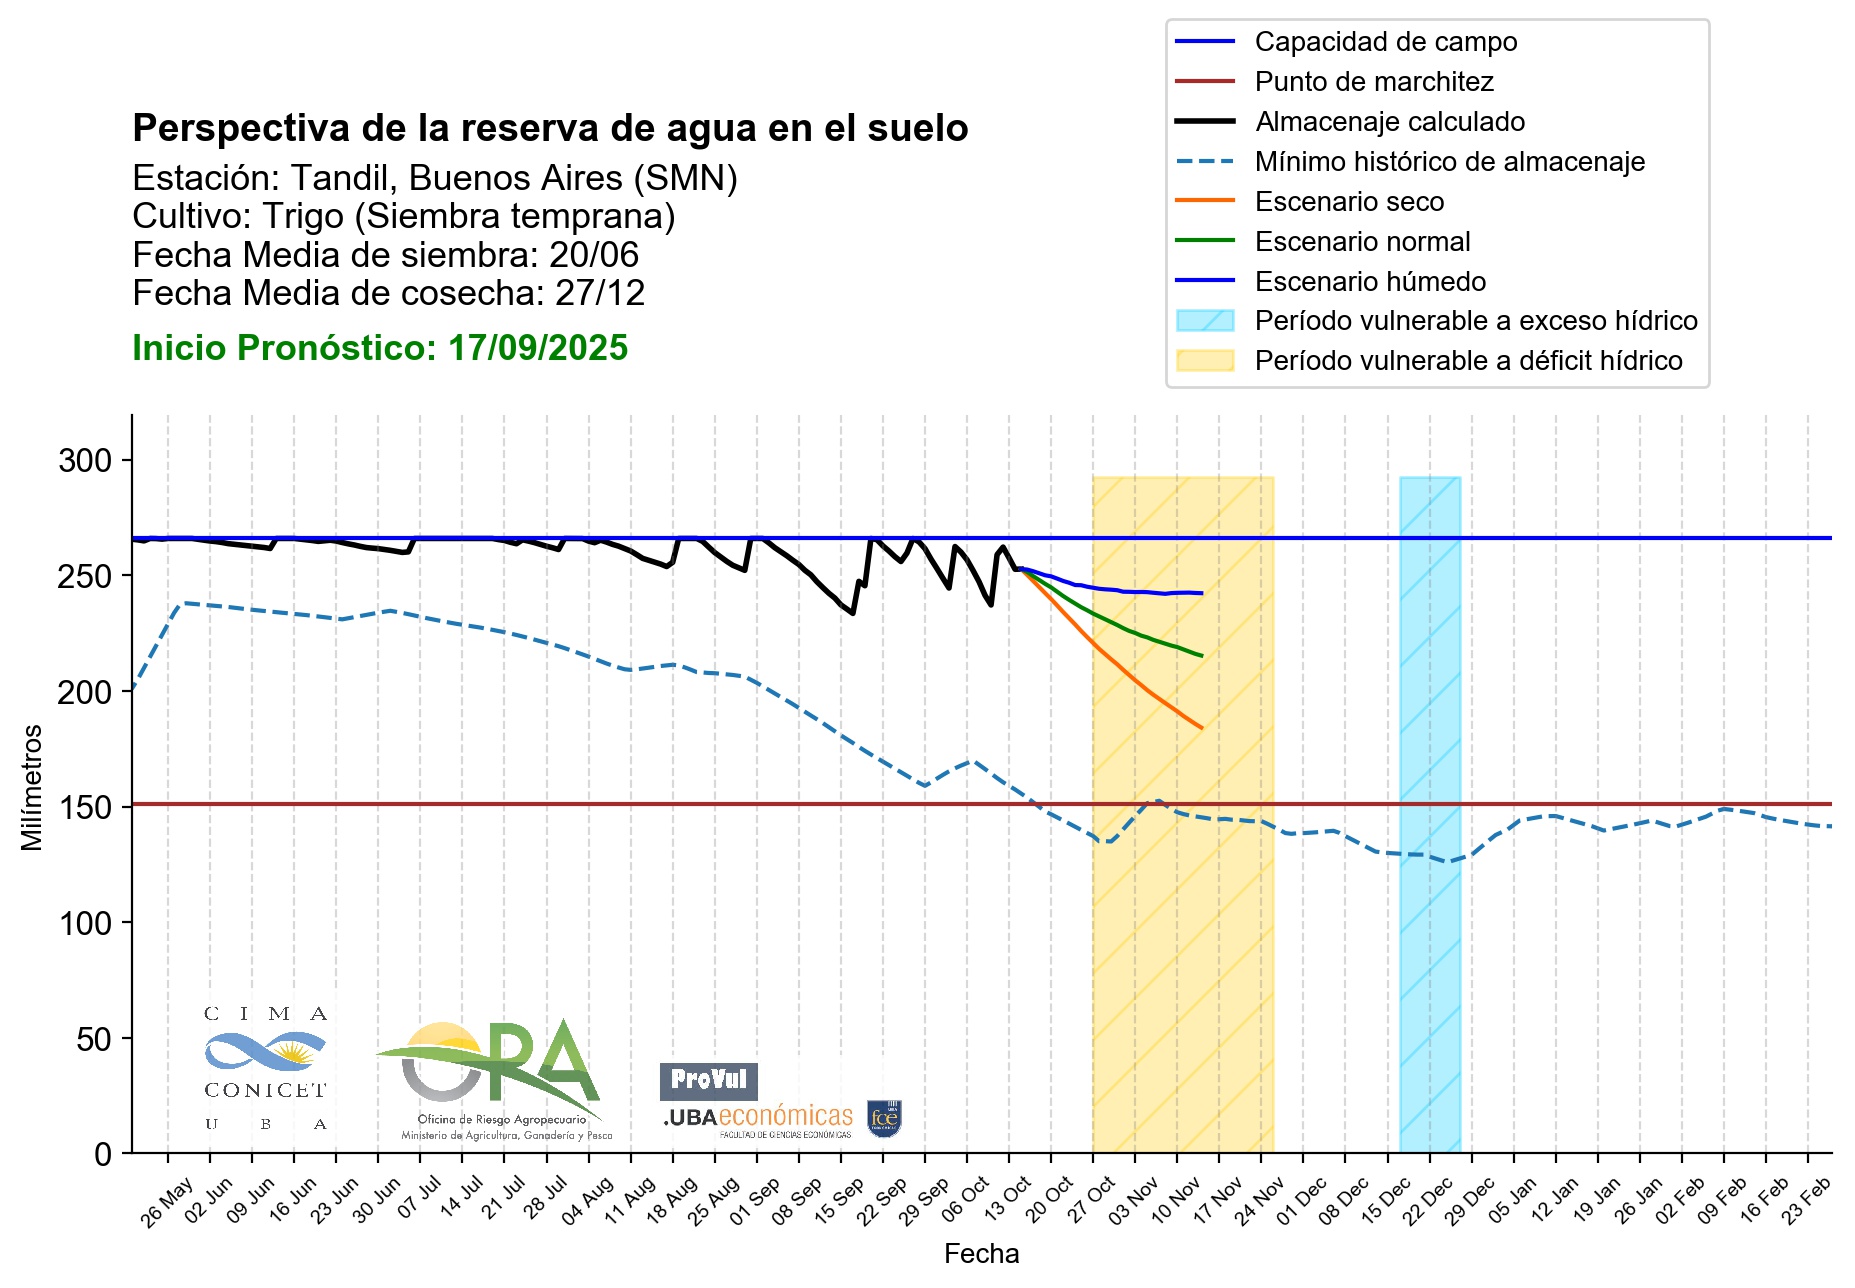 Capacidad de campo
Punto de marchitez
Almacenaje calculado
Mínimo histórico de almacenaje
Escenario seco
Escenario normal
Escenario húmedo
Período vulnerable a exceso hídrico
Período vulnerable a déficit hídrico
Perspectiva de la reserva de agua en el suelo
Estación: Tandil, Buenos Aires (SMN)
Cultivo: Trigo (Siembra temprana)
Fecha Media de siembra: 20/06
Fecha Media de cosecha: 27/12
Inicio Pronóstico: 17/09/2025
Milímetros
300
250
200
150
100
50
0
CIMA
CONICET
UBA
ORA
Oficina de Riesgo Agropecuario
Ministerio de Agricultura, Ganadería y Pesca
ProVul
.UBAeconómicas
FACULTAD DE CIENCIAS ECONÓMICAS
UBA
fce
26 May
02 Jun
09 Jun
16 Jun
23 Jun
30 Jun
07 Jul
14 Jul
21 Jul
28 Jul
04 Aug
11 Aug
18 Aug
25 Aug
01 Sep
08 Sep
15 Sep
22 Sep
29 Sep
06 Oct
13 Oct
20 Oct
27 Oct
03 Nov
10 Nov
17 Nov
24 Nov
01 Dec
08 Dec
15 Dec
22 Dec
29 Dec
05 Jan
12 Jan
19 Jan
26 Jan
02 Feb
09 Feb
16 Feb
23 Feb
Fecha